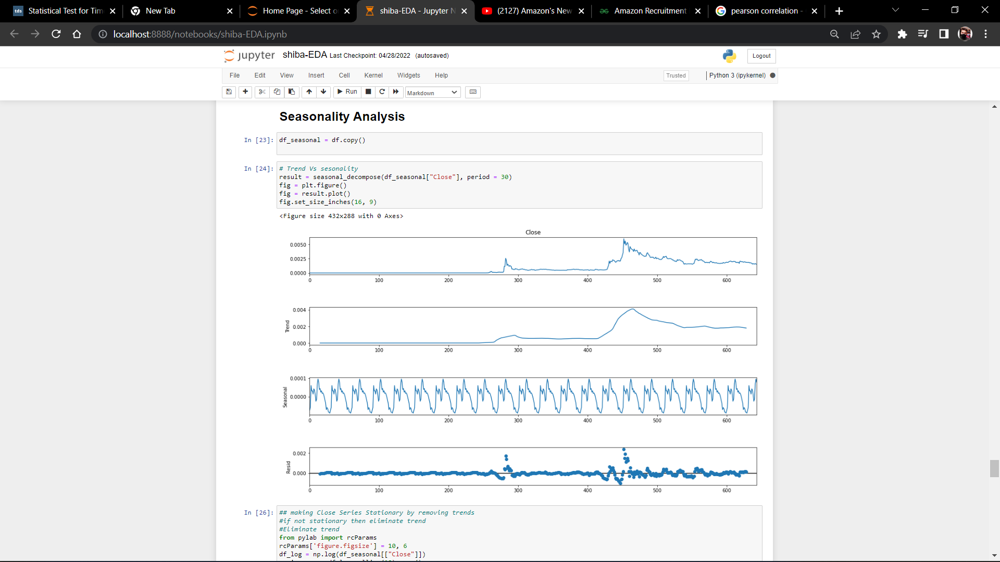 tds Statistical Test for Tim
New Tab
Home Page - Select o
shiba-EDA - Jupyter N
(2127) Amazon's New
Amazon Recruitment
pearson correlation -
localhost:8888/notebooks/shiba-EDA.ipynb
jupyter shiba-EDA Last Checkpoint: 04/28/2022 (autosaved)
Logout
File Edit View Insert Cell Kernel Widgets Help
Trusted
Python 3 (ipykernel)
Run
Markdown
Seasonality Analysis
In [23]: df_seasonal = df.copy()
In [24]: # Trend Vs sesonality
result = seasonal_decompose(df_seasonal["Close"], period = 30)
fig = plt.figure()
fig = result.plot()
fig.set_size_inches(16, 9)
<Figure size 432x288 with 0 Axes>
Close
0.0050
0.0025
0.0000
0 100 200 300 400 500 600
Trend
0.004
0.002
0.000
0 100 200 300 400 500 600
Seasonal
0.0001
0.0000
0 100 200 300 400 500 600
Resid
0.002
0.000
0 100 200 300 400 500 600
In [26]: ## making Close Series Stationary by removing trends
#if not stationary then eliminate trend
#Eliminate trend
from pylab import rcParams
rcParams['figure.figsize'] = 10, 6
df_log = np.log(df_seasonal[["Close"]])